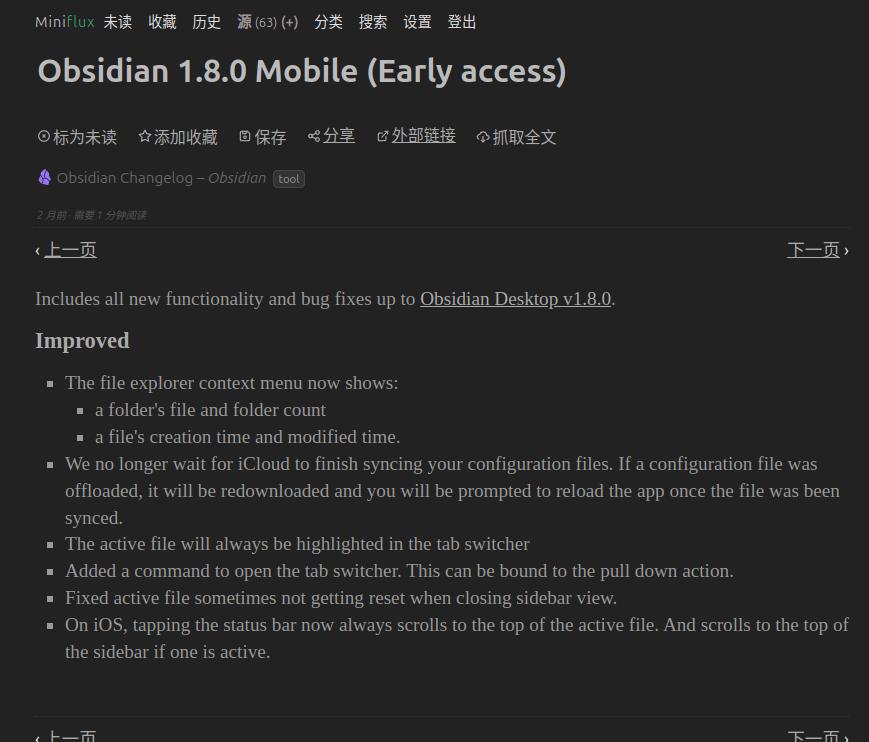 Miniflux 未读 收藏 历史 源 (63) (+) 分类 搜索 设置 登出
Obsidian 1.8.0 Mobile (Early access)
标为未读 添加收藏 保存 分享 外部链接 抓取全文
Obsidian Changelog – Obsidian tool
2 月前 · 需要 1 分钟阅读
‹ 上一页 下一页 ›
Includes all new functionality and bug fixes up to Obsidian Desktop v1.8.0.
Improved
The file explorer context menu now shows:
a folder's file and folder count
a file's creation time and modified time.
We no longer wait for iCloud to finish syncing your configuration files. If a configuration file was
offloaded, it will be redownloaded and you will be prompted to reload the app once the file was been
synced.
The active file will always be highlighted in the tab switcher
Added a command to open the tab switcher. This can be bound to the pull down action.
Fixed active file sometimes not getting reset when closing sidebar view.
On iOS, tapping the status bar now always scrolls to the top of the active file. And scrolls to the top of
the sidebar if one is active.
‹ 上一页 下一页 ›